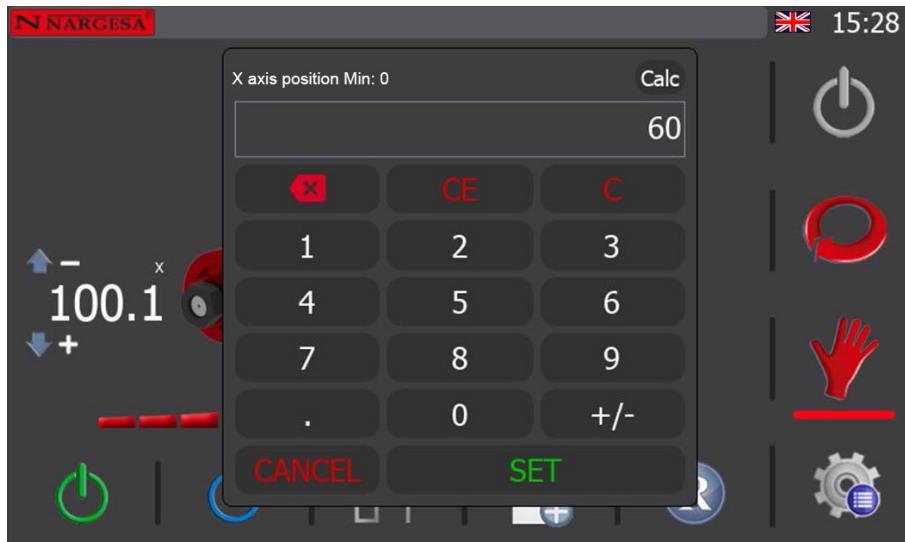 N NARGESA
15:28
X axis position Min: 0
Calc
60
CE C
1 2 3
4 5 6
7 8 9
. 0 +/-
CANCEL SET
−
x
100.1
+
R